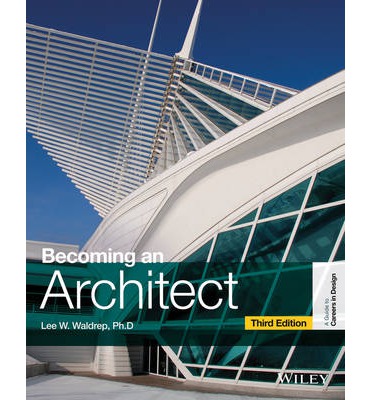 Becoming an
Architect
Lee W. Waldrep, Ph.D
Third Edition
A Guide to
Careers in Design
WILEY